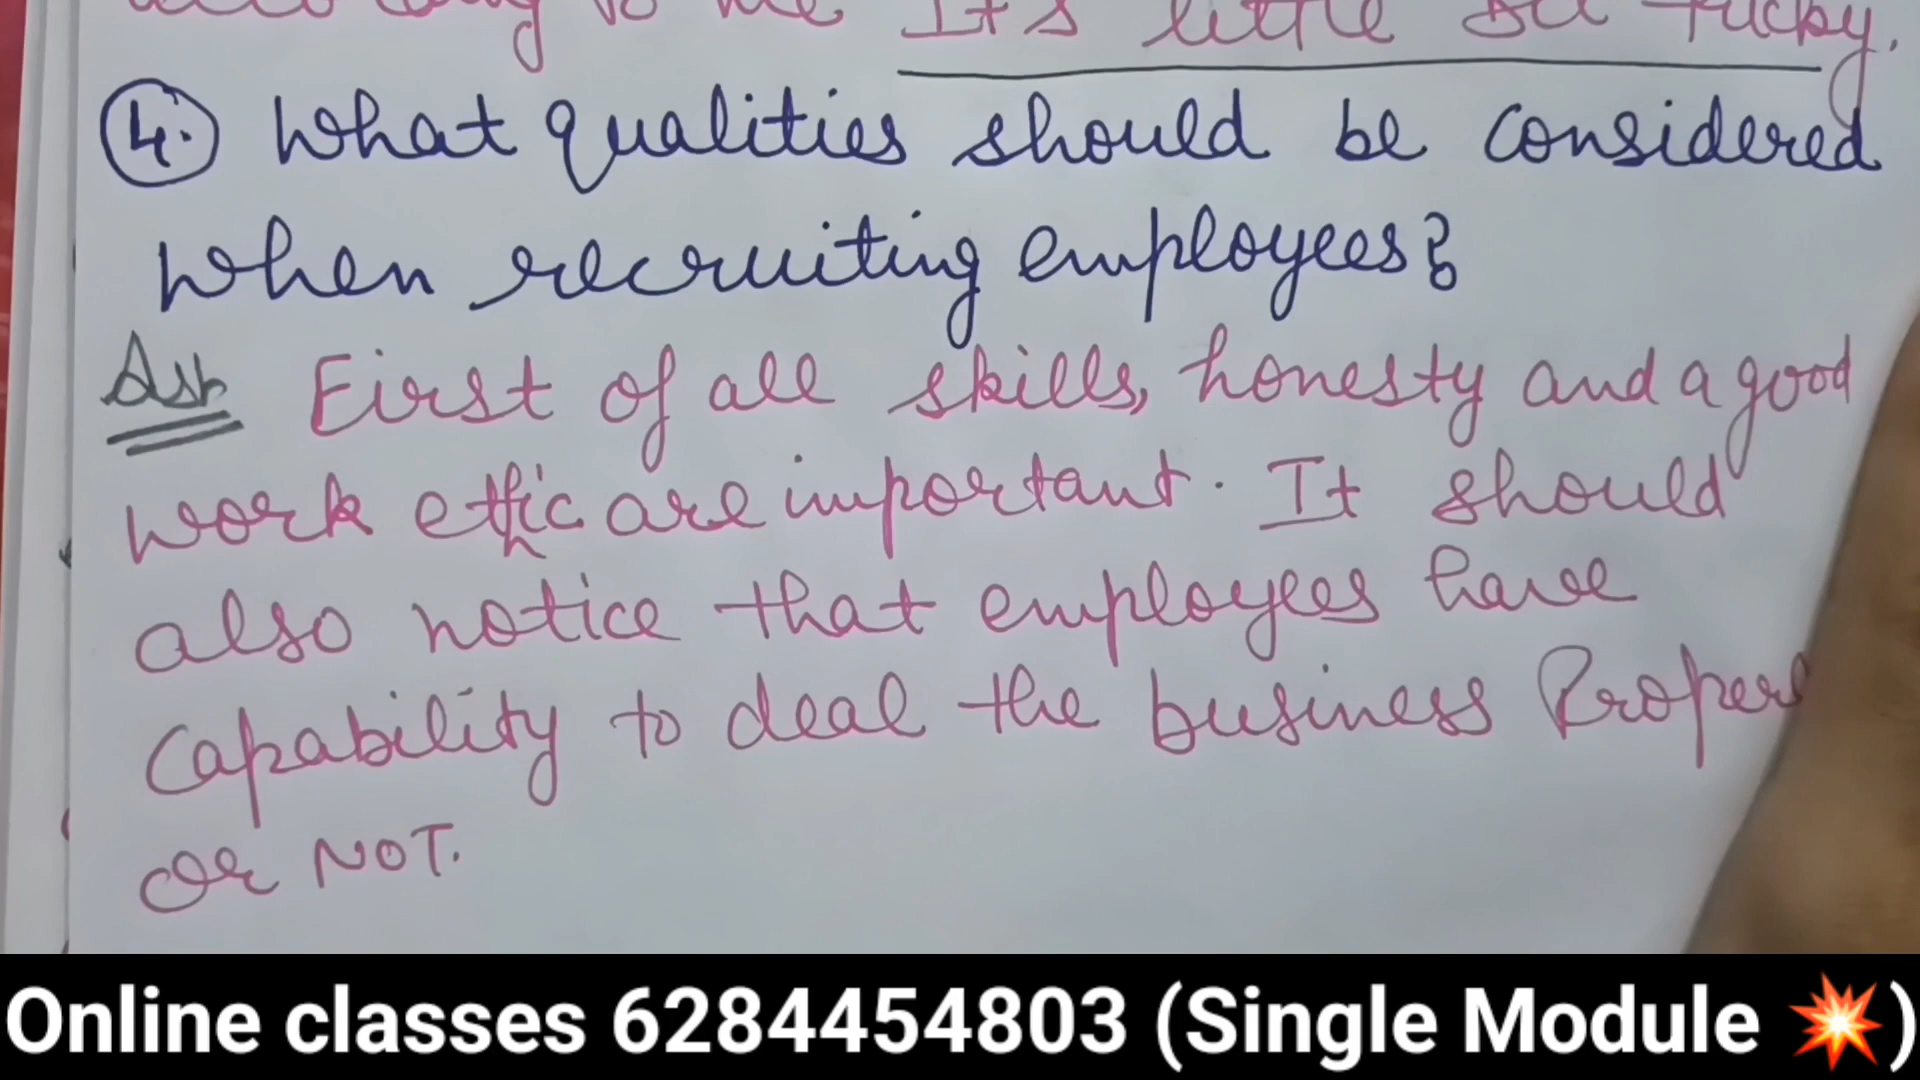 to me It's little bit tricky.
4. What qualities should be considered
when recruiting employees?
Ans First of all skills, honesty and a good
work ethic are important. It should
also notice that employees have
Capability to deal the business Proper
or NOT.
Online classes 6284454803 (Single Module 💥)